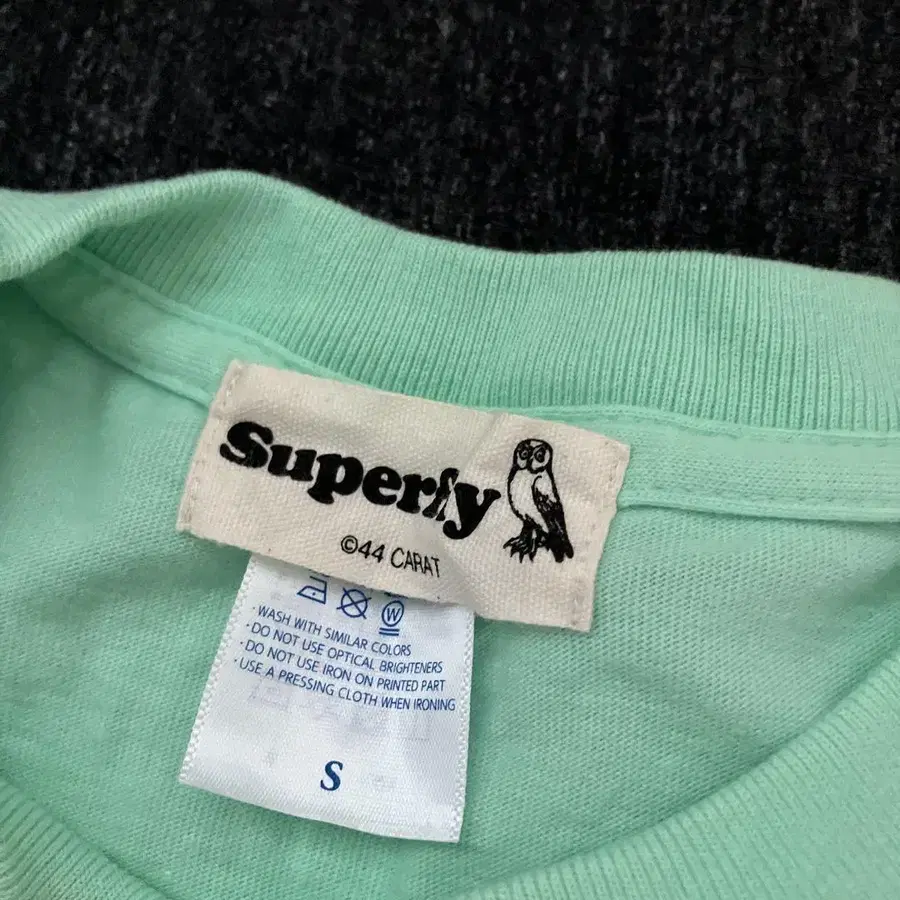 Superfly
©44 CARAT
W
·WASH WITH SIMILAR COLORS
·DO NOT USE OPTICAL BRIGHTENERS
·DO NOT USE IRON ON PRINTED PART
·USE A PRESSING CLOTH WHEN IRONING
S